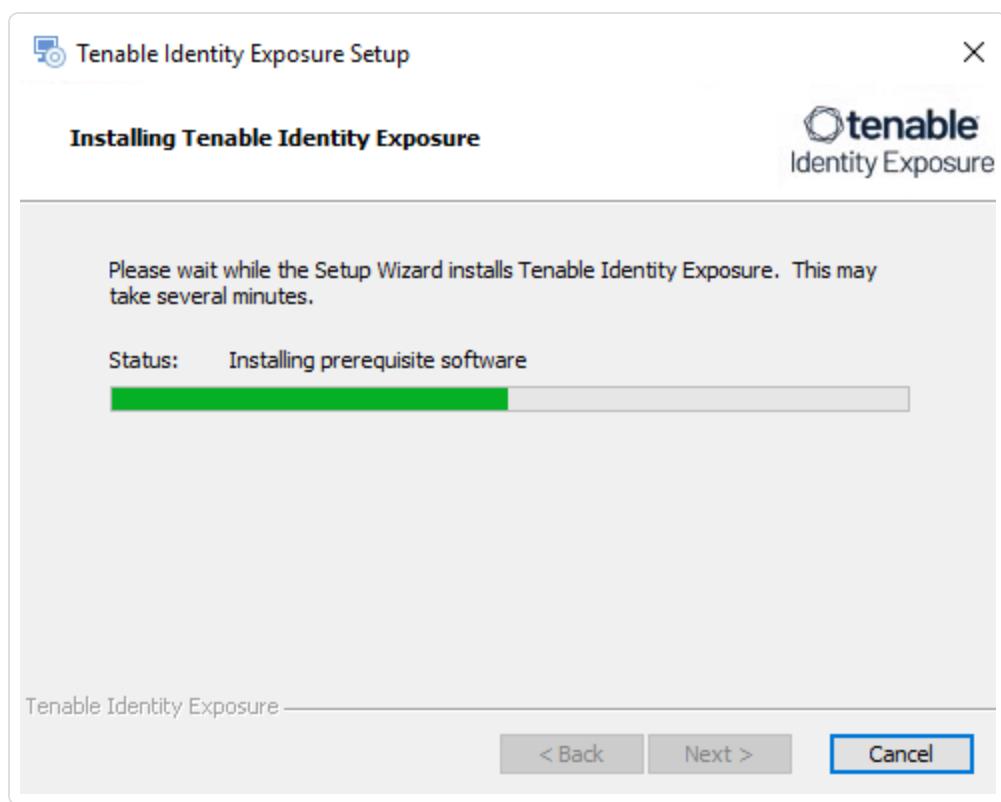 Tenable Identity Exposure Setup
Installing Tenable Identity Exposure
tenable
Identity Exposure
Please wait while the Setup Wizard installs Tenable Identity Exposure. This may
take several minutes.
Status: Installing prerequisite software
Tenable Identity Exposure
< Back Next > Cancel